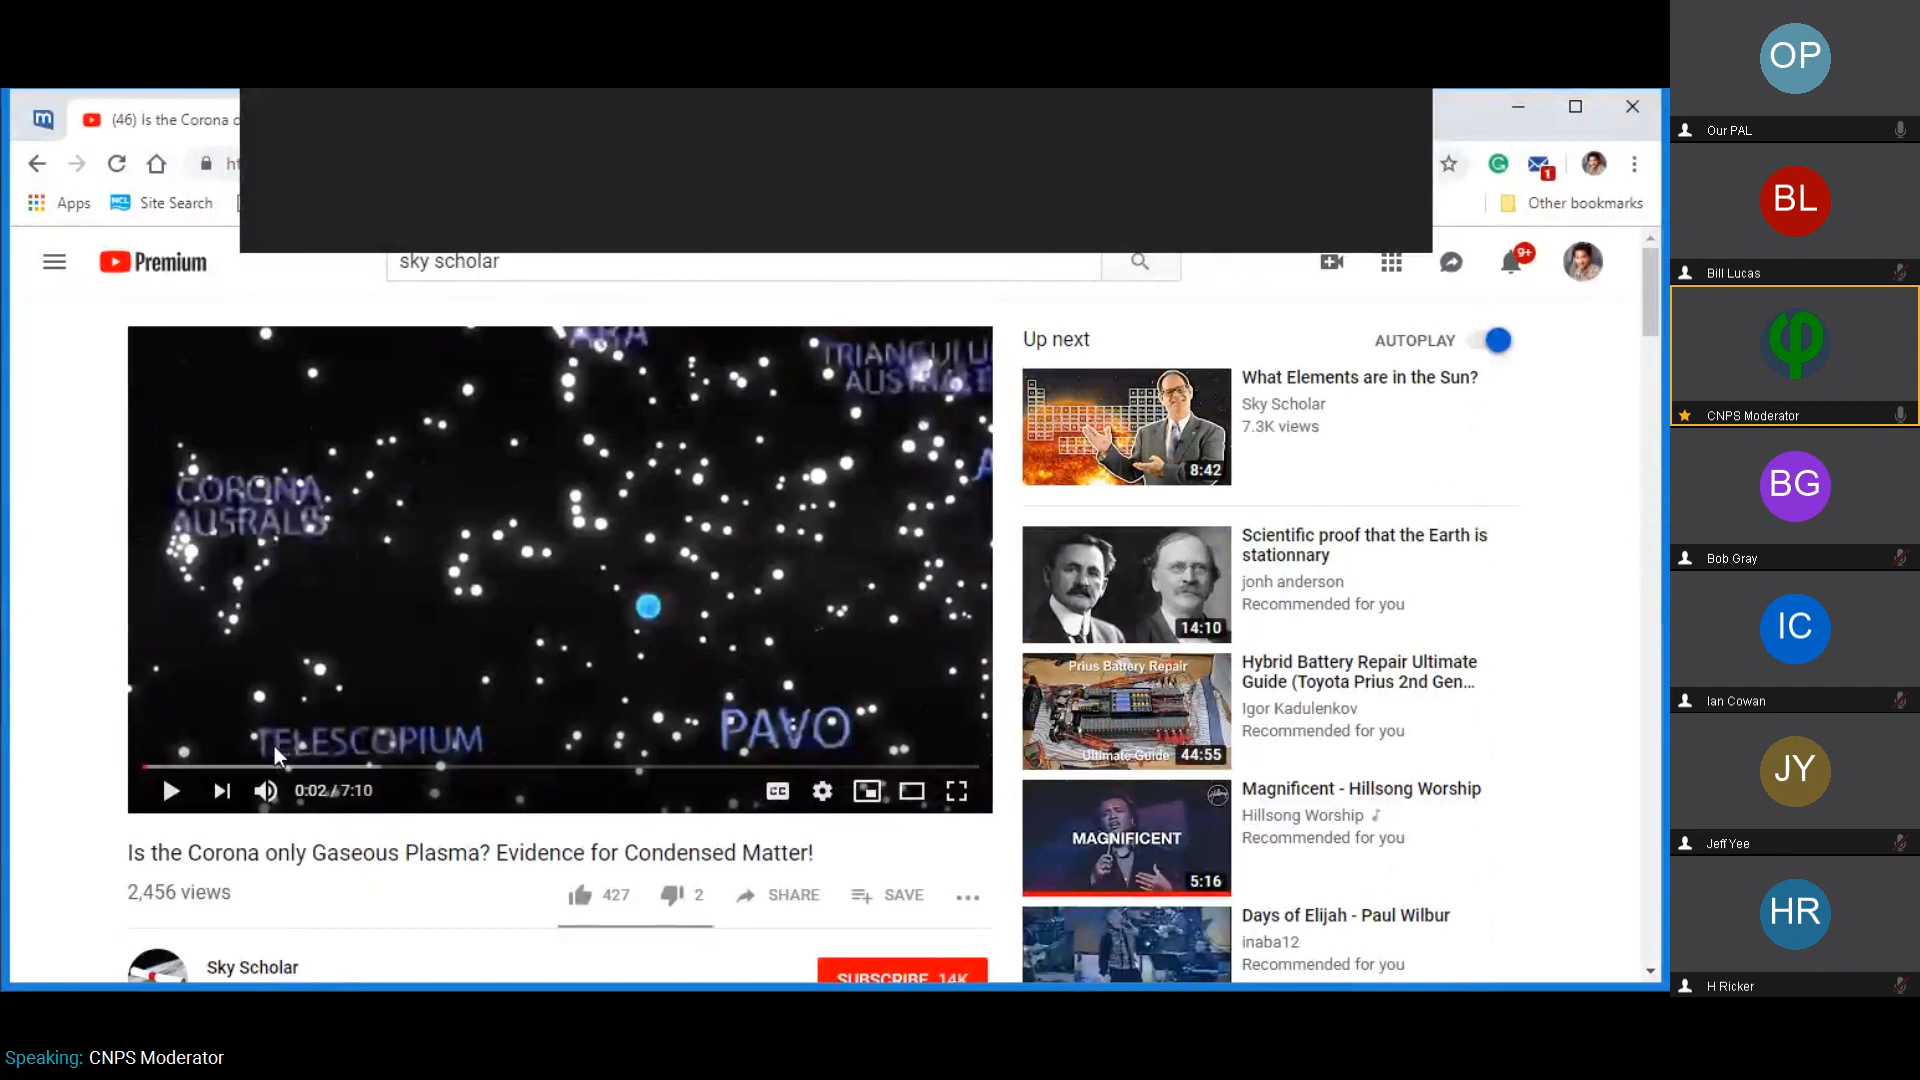 (46) Is the Corona
Apps
Site Search
Other bookmarks
1
Premium
sky scholar
9+
ARA
TRIANGULU
AUST
CORONA
AUSRALIS
TELESCOPIUM
PAVO
0:02 / 7:10
CC
Is the Corona only Gaseous Plasma? Evidence for Condensed Matter!
2,456 views
427
2
SHARE
SAVE
Sky Scholar
SUBSCRIBE 14K
Up next
AUTOPLAY
8:42
What Elements are in the Sun?
Sky Scholar
7.3K views
14:10
Scientific proof that the Earth is
stationnary
jonh anderson
Recommended for you
Prius Battery Repair
Ultimate Guide
44:55
Hybrid Battery Repair Ultimate
Guide (Toyota Prius 2nd Gen...
Igor Kadulenkov
Recommended for you
MAGNIFICENT
5:16
Magnificent - Hillsong Worship
Hillsong Worship
Recommended for you
Days of Elijah - Paul Wilbur
inaba12
Recommended for you
OP
Our PAL
BL
Bill Lucas
CNPS Moderator
BG
Bob Gray
IC
Ian Cowan
JY
Jeff Yee
HR
H Ricker
Speaking: CNPS Moderator